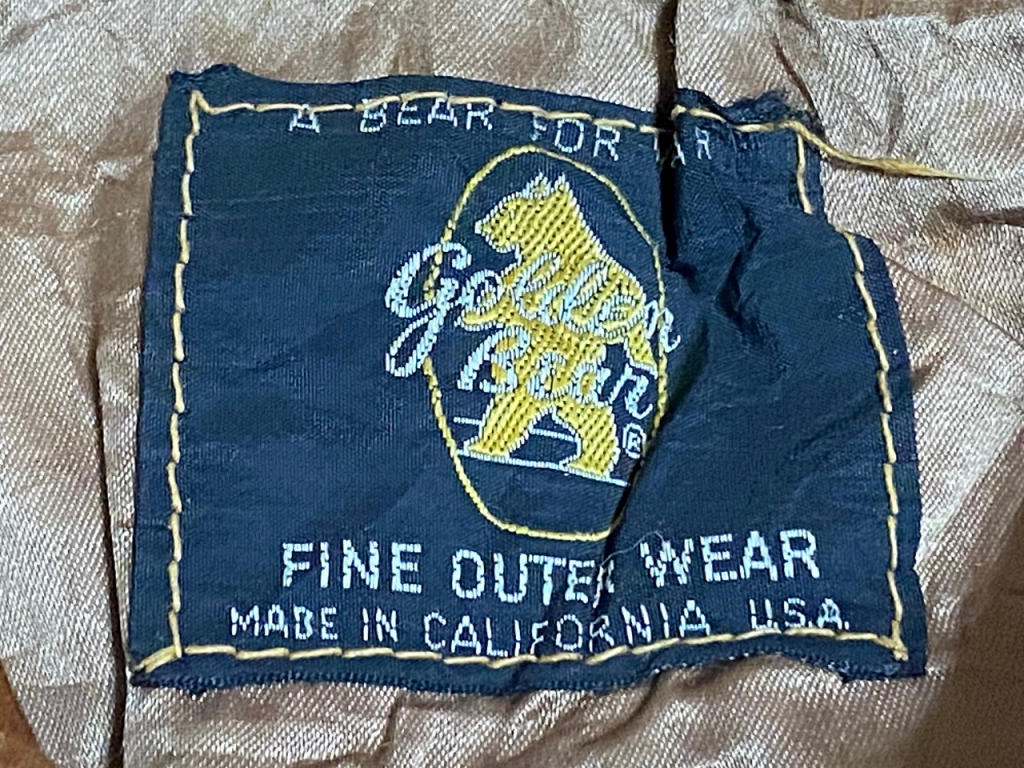 A BEAR FOR
Golden
Bear®
FINE OUTER WEAR
MADE IN CALIFORNIA U.S.A.